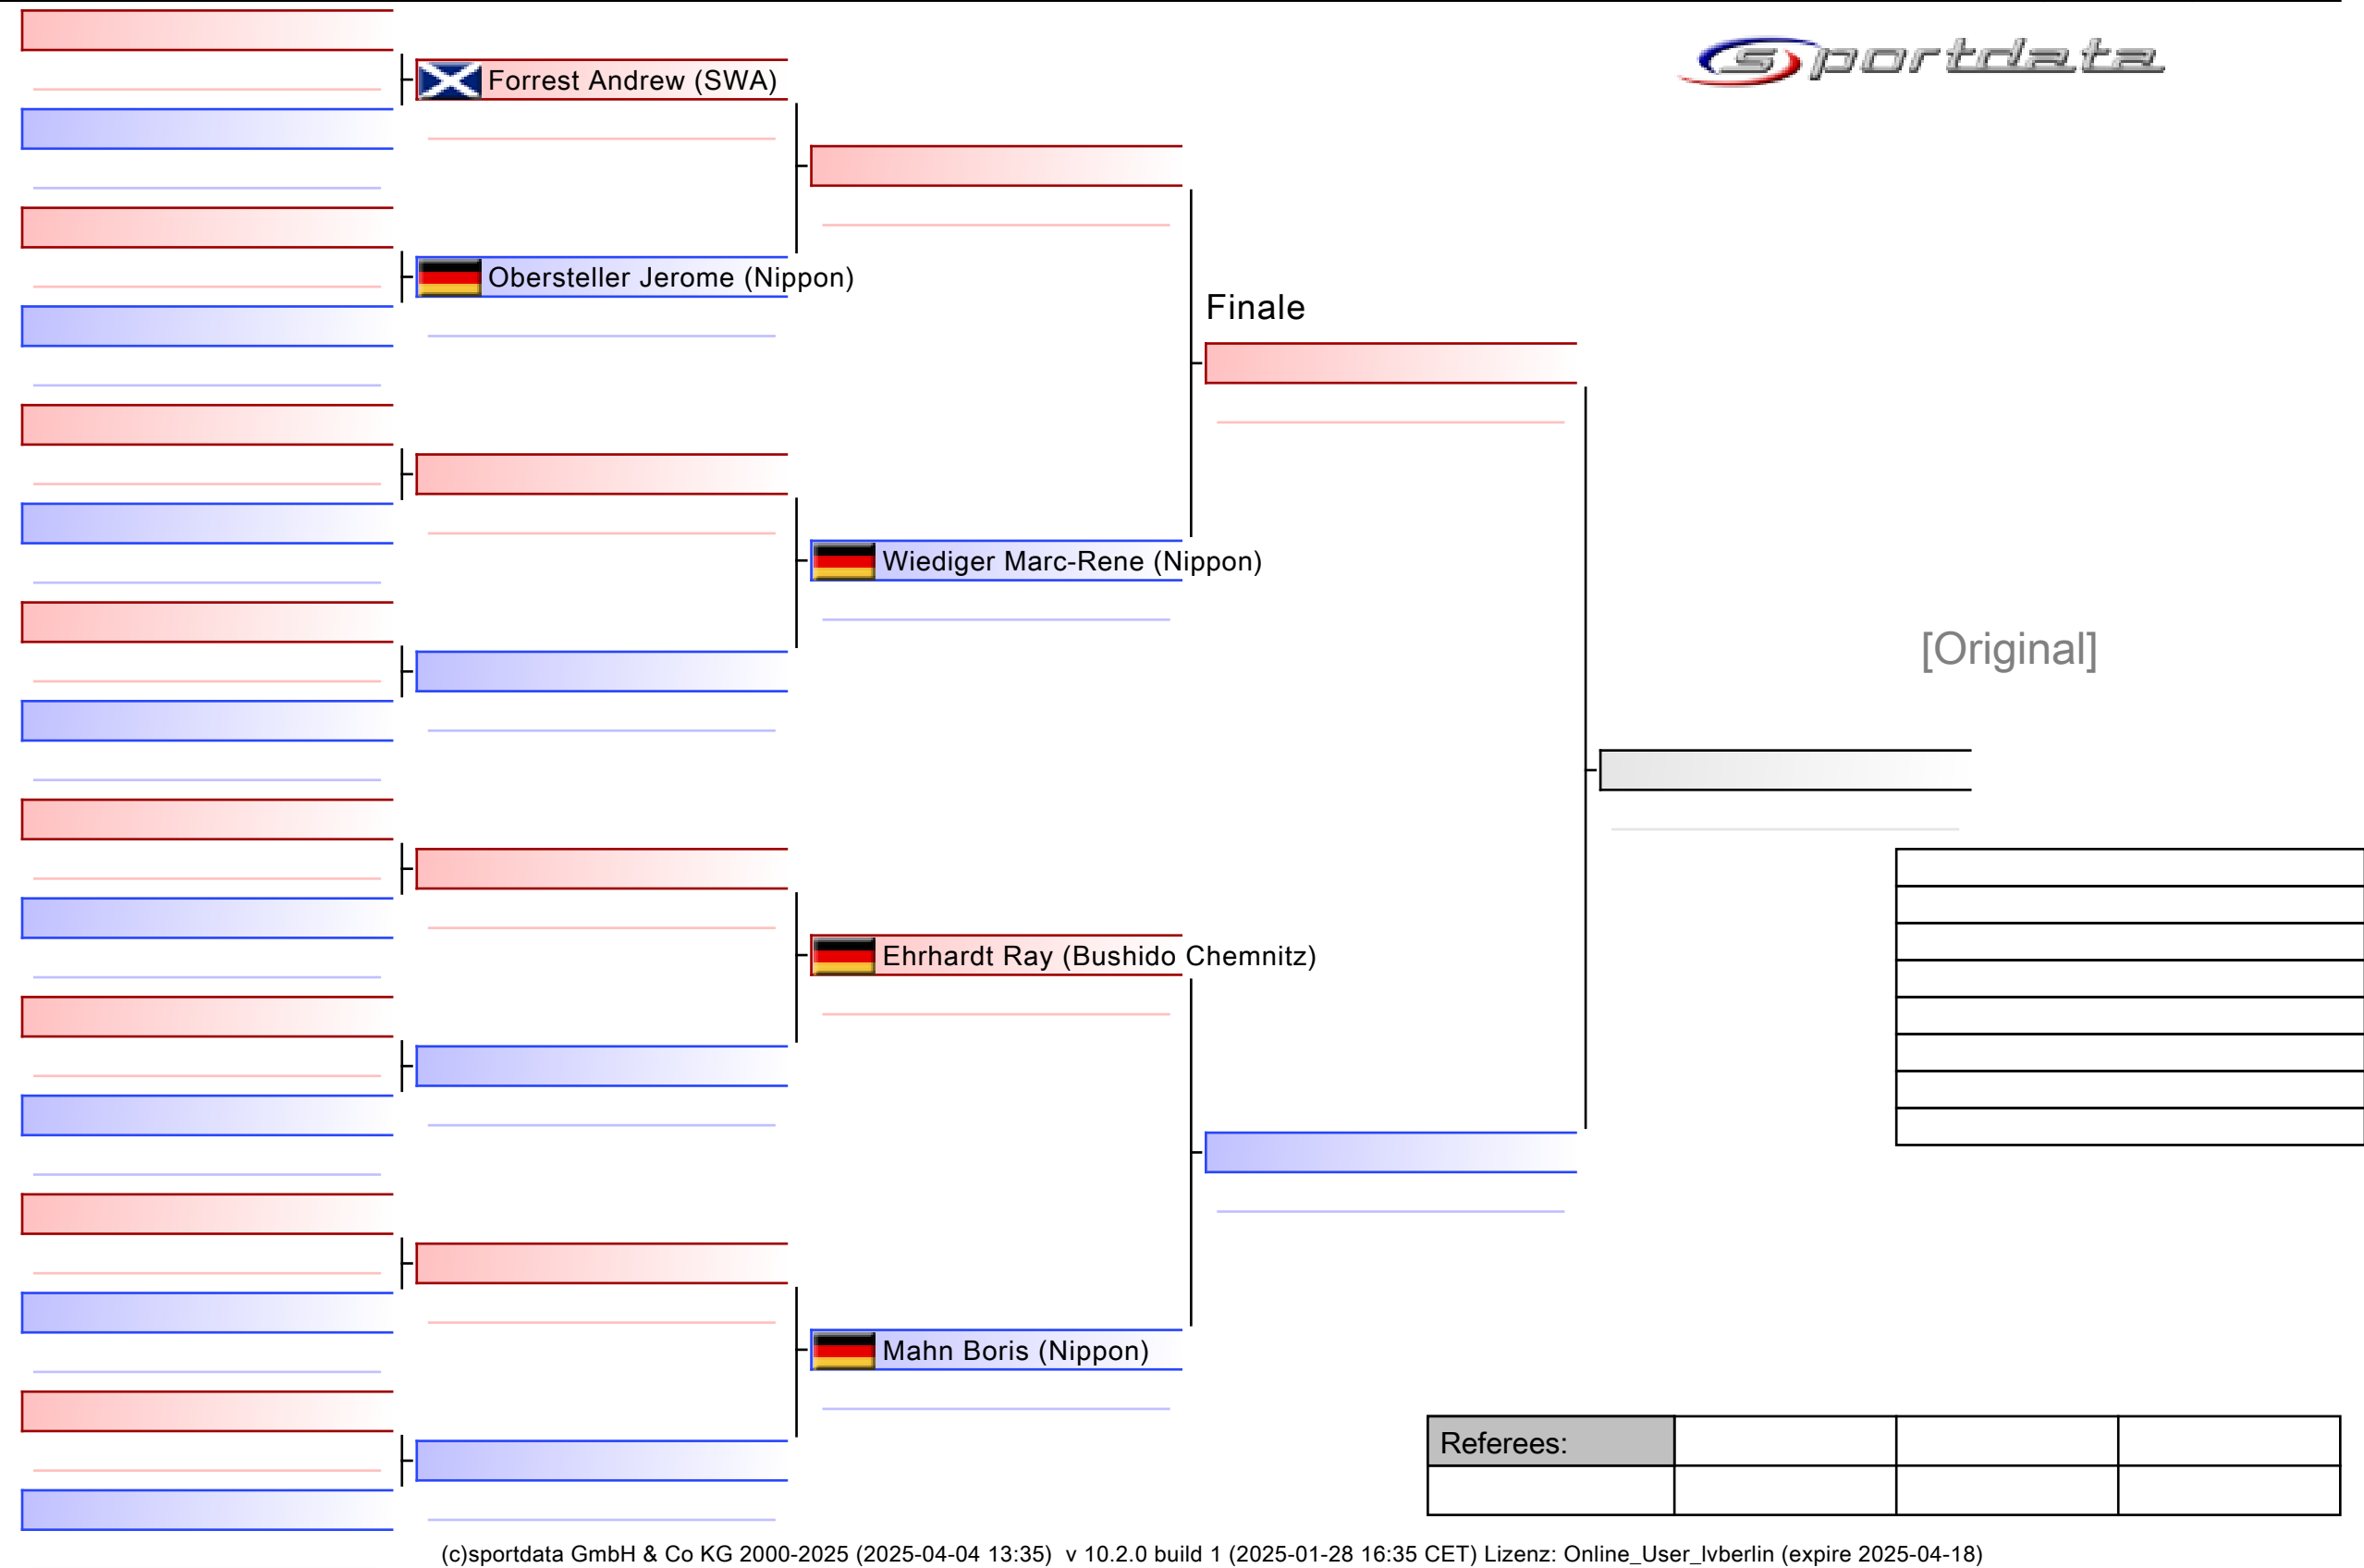 sportdata
Forrest Andrew (SWA)
Obersteller Jerome (Nippon)
Finale
Wiediger Marc-Rene (Nippon)
[Original]
Ehrhardt Ray (Bushido Chemnitz)
Mahn Boris (Nippon)
Referees:
(c)sportdata GmbH & Co KG 2000-2025 (2025-04-04 13:35)  v 10.2.0 build 1 (2025-01-28 16:35 CET) Lizenz: Online_User_lvberlin (expire 2025-04-18)